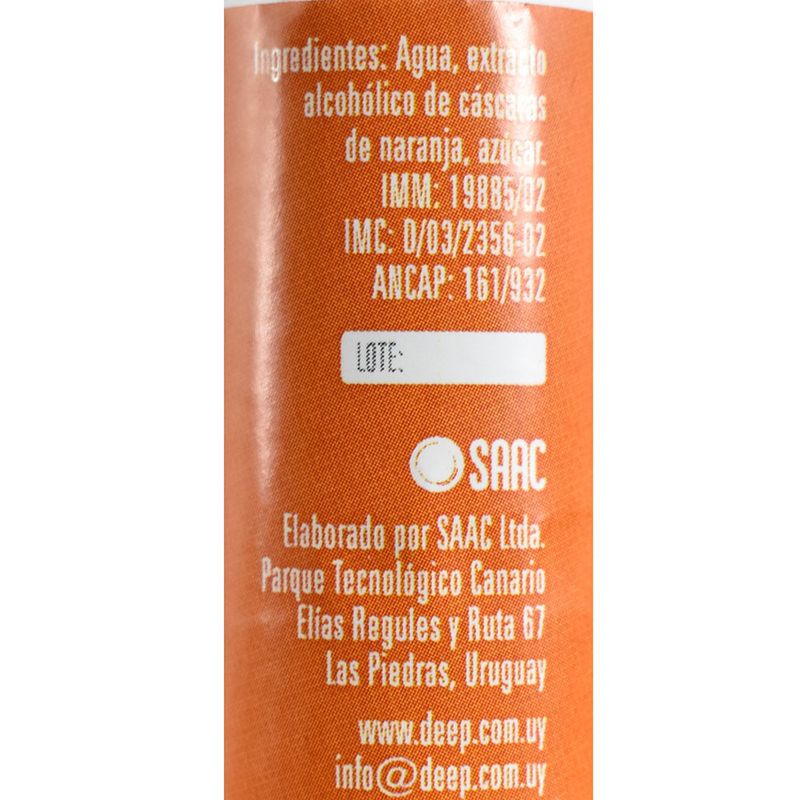 Ingredientes: Agua, extracto
alcohólico de cáscaras
de naranja, azúcar.
IMM: 19885/02
IMC: D/03/2356-02
ANCAP: 161/932
LOTE:
SAAC
Elaborado por SAAC Ltda.
Parque Tecnológico Canario
Elías Regules y Ruta 67
Las Piedras, Uruguay
www.deep.com.uy
info@deep.com.uy